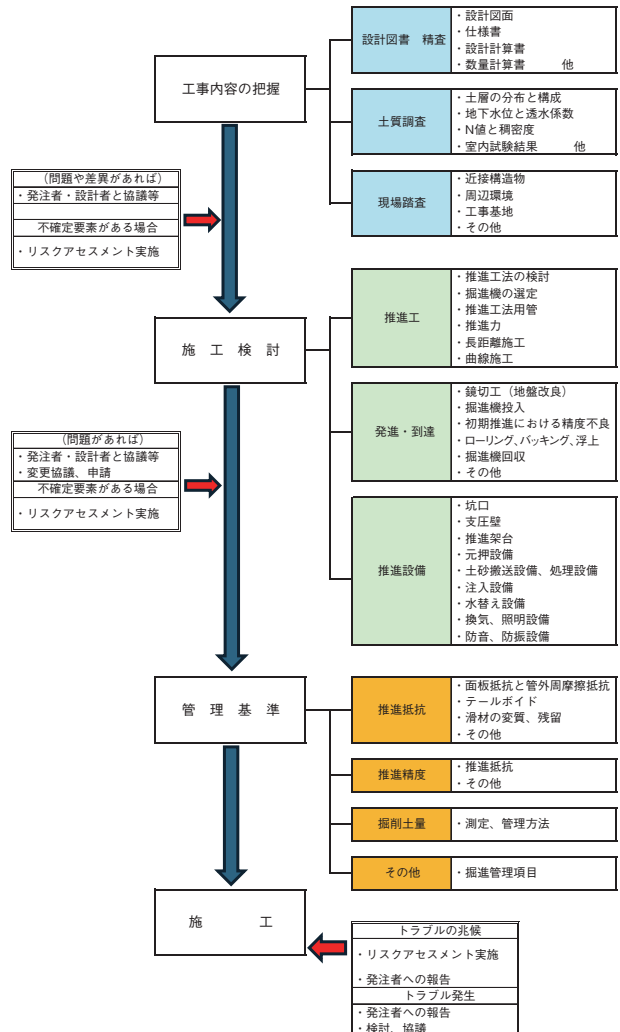 工事内容の把握
設計図書　精査
・設計図面
・仕様書
・設計計算書
・数量計算書　　　他
土質調査
・土層の分布と構成
・地下水位と透水係数
・N値と稠密度
・室内試験結果　　他
現場踏査
・近接構造物
・周辺環境
・工事基地
・その他
（問題や差異があれば）
・発注者・設計者と協議等
不確定要素がある場合
・リスクアセスメント実施
施　工　検　討
推進工
・推進工法の検討
・掘進機の選定
・推進工法用管
・推進力
・長距離施工
・曲線施工
発進・到達
・鏡切工（地盤改良）
・掘進機投入
・初期推進における精度不良
・ローリング、バッキング、浮上
・掘進機回収
・その他
（問題があれば）
・発注者・設計者と協議等
・変更協議、申請
不確定要素がある場合
・リスクアセスメント実施
推進設備
・坑口
・支圧壁
・推進架台
・元押設備
・土砂搬送設備、処理設備
・注入設備
・水替え設備
・換気、照明設備
・防音、防振設備
管　理　基　準
推進抵抗
・面板抵抗と管外周摩擦抵抗
・テールボイド
・滑材の変質、残留
・その他
推進精度
・推進抵抗
・その他
掘削土量
・測定、管理方法
その他
・掘進管理項目
施　　　工
トラブルの兆候
・リスクアセスメント実施
・発注者への報告
トラブル発生
・発注者への報告
・検討、協議